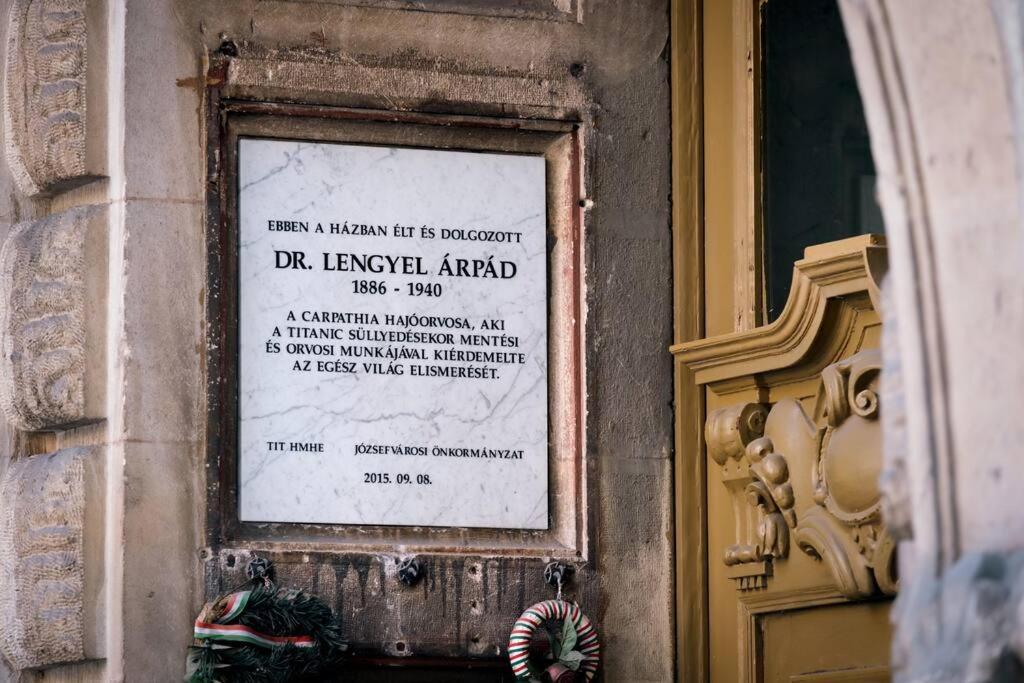 EBBEN A HÁZBAN ÉLT ÉS DOLGOZOTT
DR. LENGYEL ÁRPÁD
1886 - 1940
A CARPATHIA HAJÓORVOSA, AKI
A TITANIC SÜLLYEDÉSEKOR MENTÉSI
ÉS ORVOSI MUNKÁJÁVAL KIÉRDEMELTE
AZ EGÉSZ VILÁG ELISMERÉSÉT.
TIT HMHE JÓZSEFVÁROSI ÖNKORMÁNYZAT
2015. 09. 08.